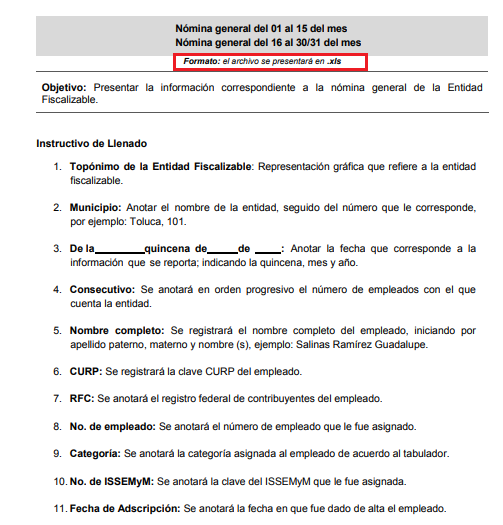 Nómina general del 01 al 15 del mes
Nómina general del 16 al 30/31 del mes
Formato: el archivo se presentará en .xls
Objetivo: Presentar la información correspondiente a la nómina general de la Entidad
Fiscalizable.
Instructivo de Llenado
1. Topónimo de la Entidad Fiscalizable: Representación gráfica que refiere a la entidad
fiscalizable.
2. Municipio: Anotar el nombre de la entidad, seguido del número que le corresponde,
por ejemplo: Toluca, 101.
3. De la_________quincena de_____de ____: Anotar la fecha que corresponde a la
información que se reporta; indicando la quincena, mes y año.
4. Consecutivo: Se anotará en orden progresivo el número de empleados con el que
cuenta la entidad.
5. Nombre completo: Se registrará el nombre completo del empleado, iniciando por
apellido paterno, materno y nombre (s), ejemplo: Salinas Ramírez Guadalupe.
6. CURP: Se registrará la clave CURP del empleado.
7. RFC: Se anotará el registro federal de contribuyentes del empleado.
8. No. de empleado: Se anotará el número de empleado que le fue asignado.
9. Categoría: Se anotará la categoría asignada al empleado de acuerdo al tabulador.
10. No. de ISSEMyM: Se anotará la clave del ISSEMyM que le fue asignada.
11. Fecha de Adscripción: Se anotará la fecha en que fue dado de alta el empleado.